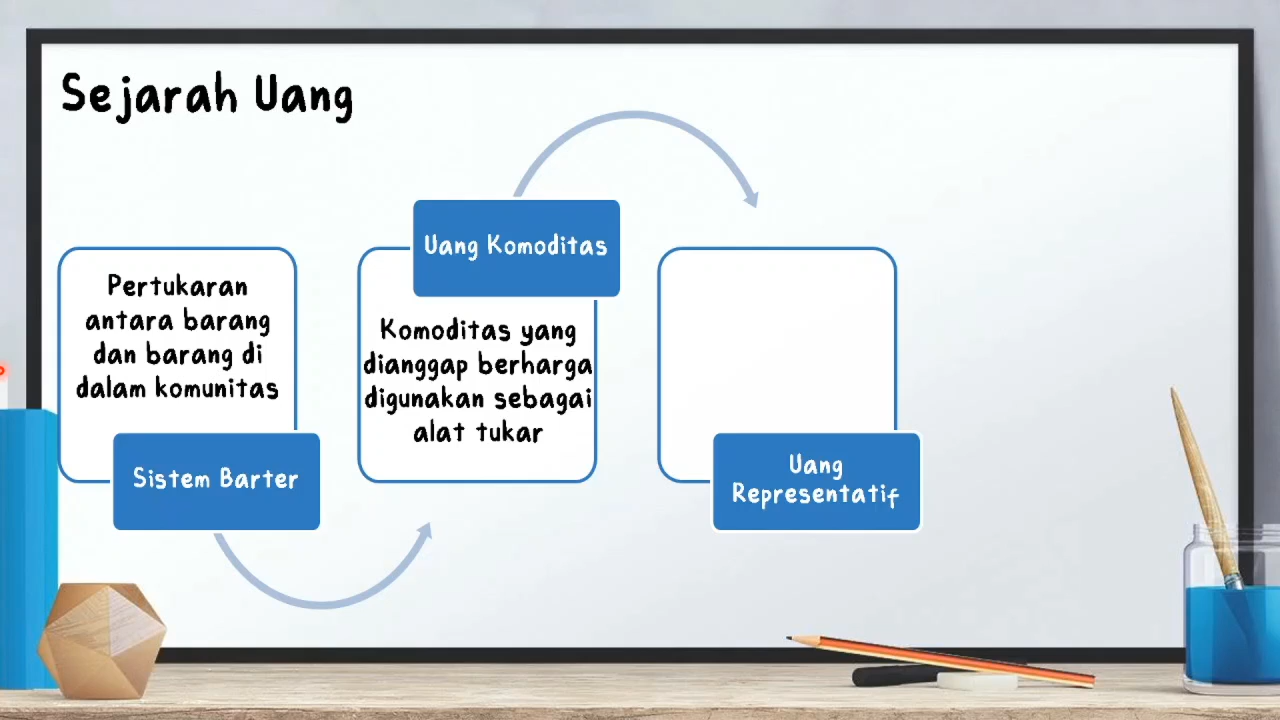 Sejarah Uang
Pertukaran
antara barang
dan barang di
dalam komunitas
Sistem Barter
Uang Komoditas
Komoditas yang
dianggap berharga
digunakan sebagai
alat tukar
Uang
Representatif